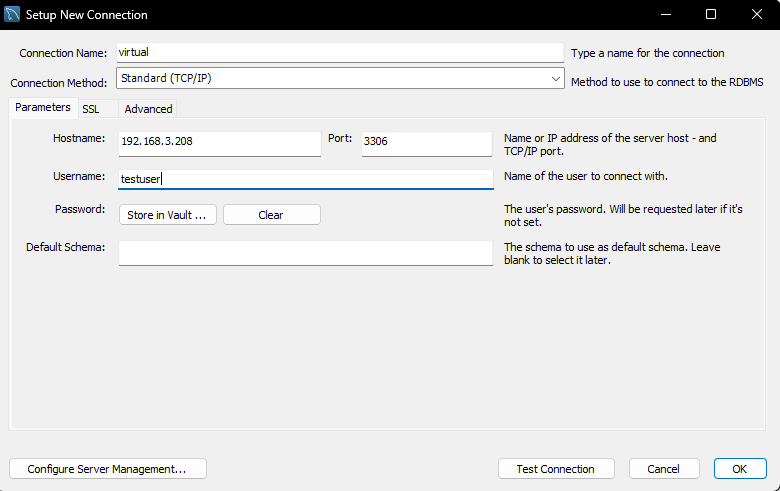 Setup New Connection
Connection Name: virtual Type a name for the connection
Connection Method: Standard (TCP/IP) Method to use to connect to the RDBMS
Parameters SSL Advanced
Hostname: 192.168.3.208 Port: 3306 Name or IP address of the server host - and
TCP/IP port.
Username: testuser Name of the user to connect with.
Password: Store in Vault ... Clear The user's password. Will be requested later if it's
not set.
Default Schema: The schema to use as default schema. Leave
blank to select it later.
Configure Server Management... Test Connection Cancel OK